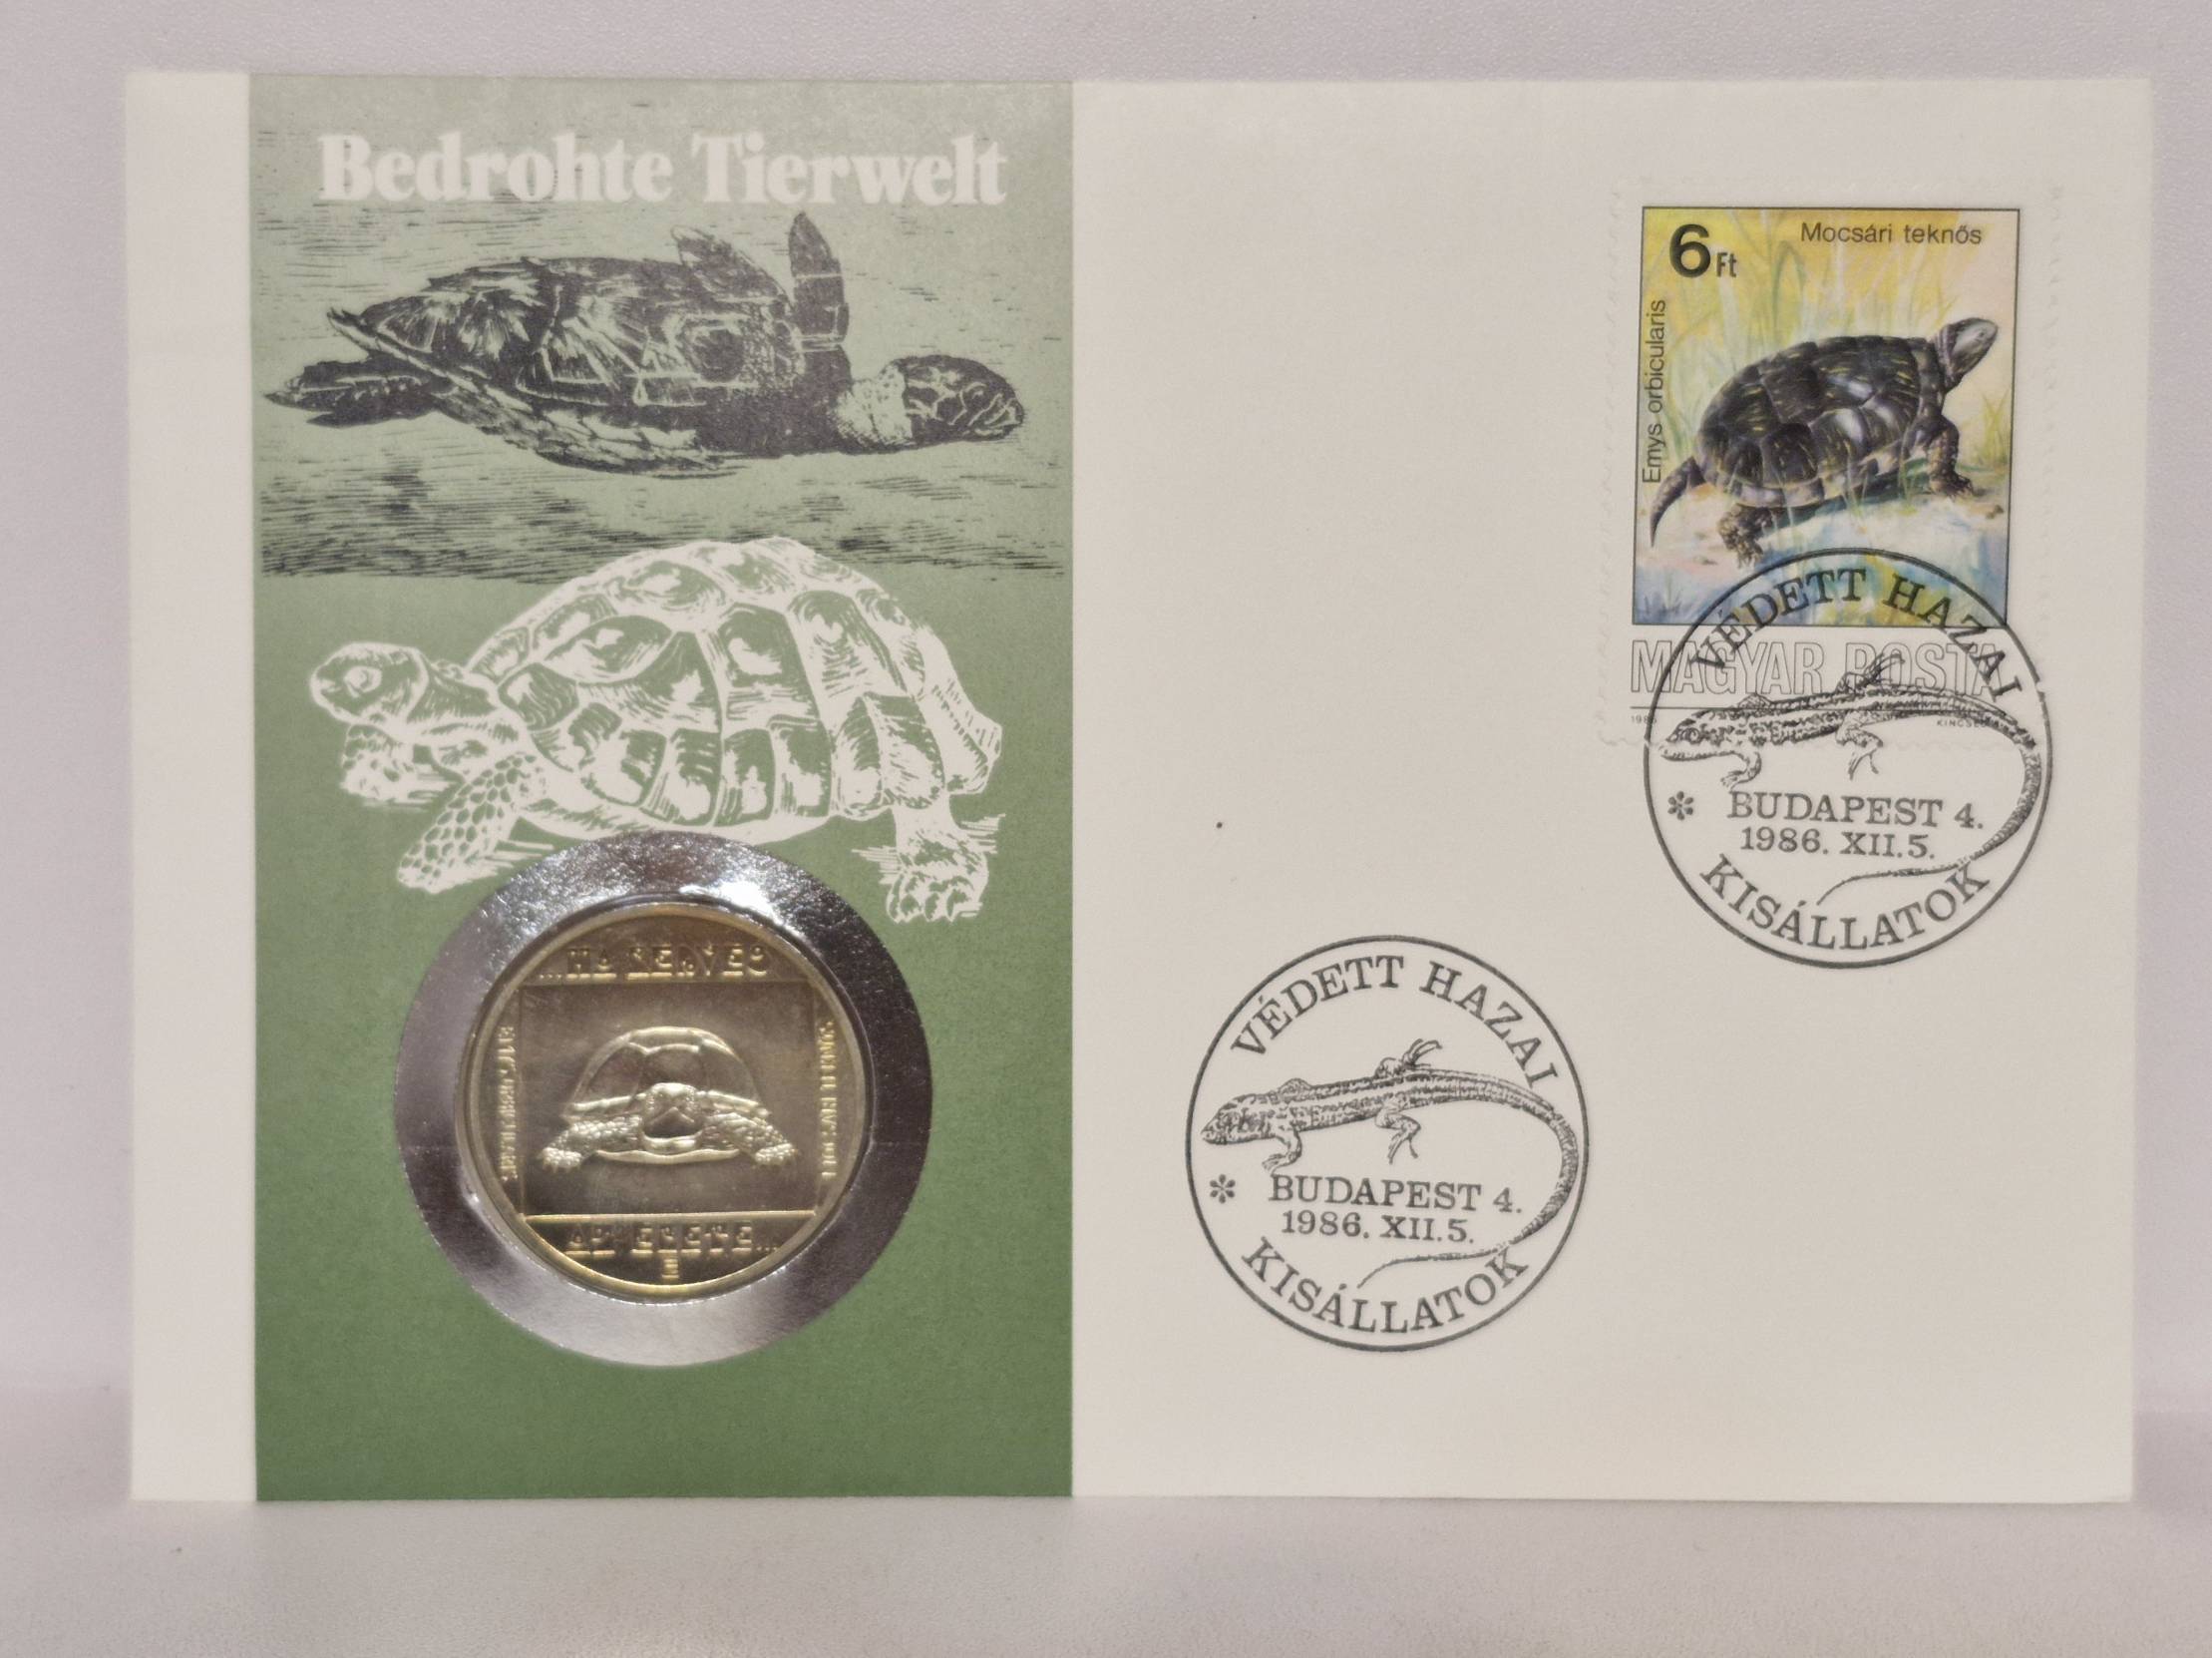 Bedrohte Tierwelt
6 Ft
Mocsári teknős
Emys orbicularis
MAGYAR POSTA
VÉDETT HAZAI
BUDAPEST 4.
1986. XII. 5.
KISÁLLATOK
VÉDETT HAZAI
BUDAPEST 4.
1986. XII. 5.
KISÁLLATOK